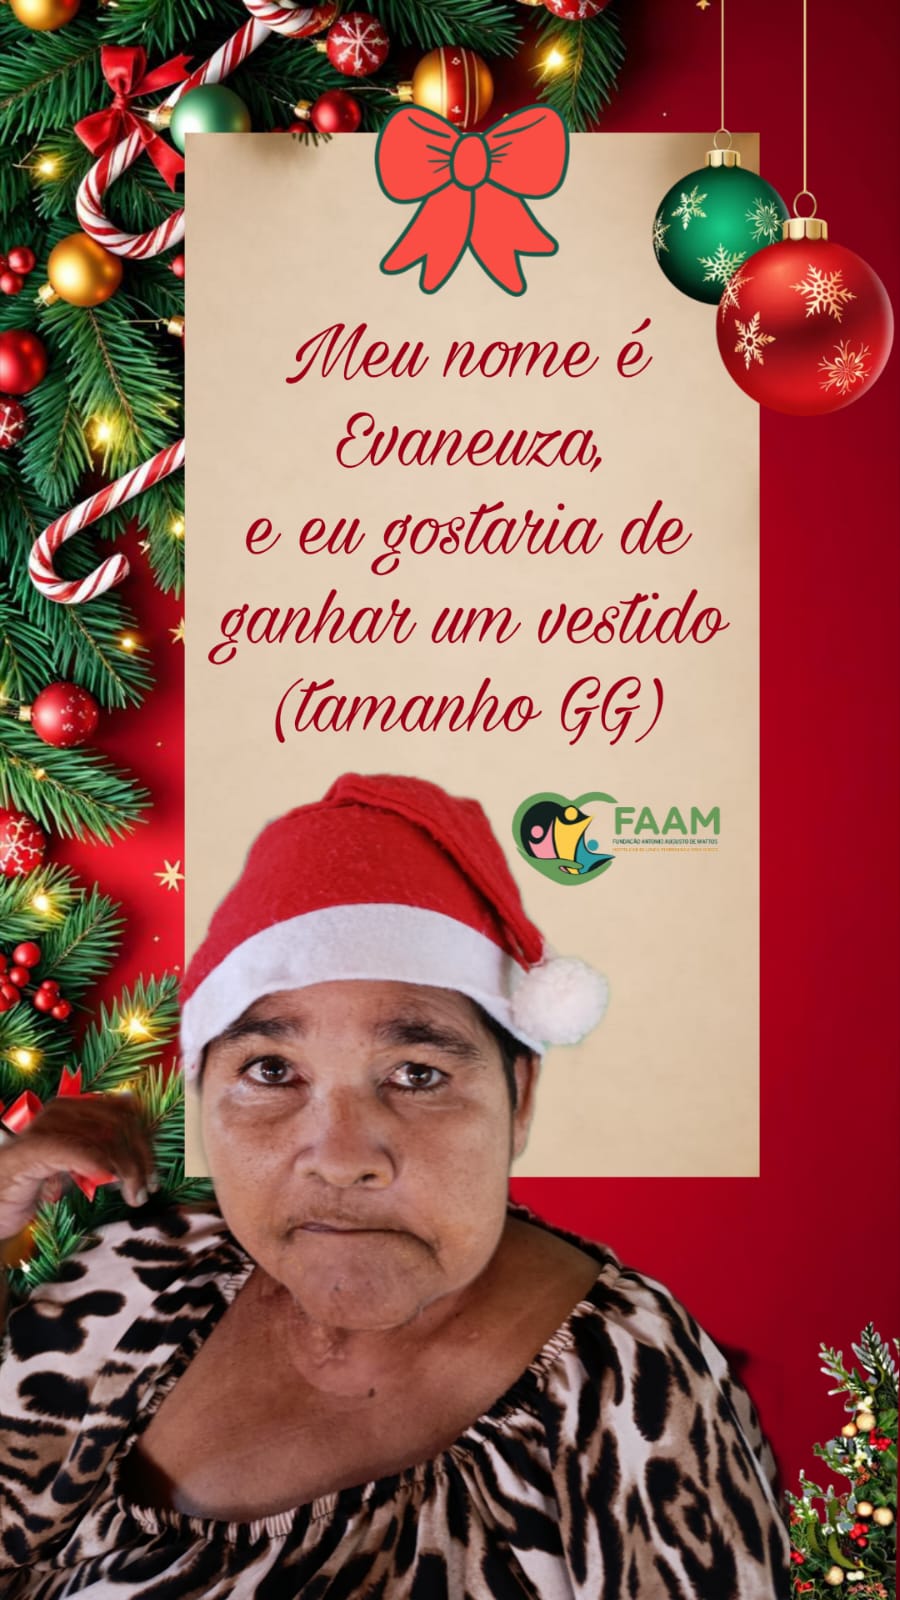 Meu nome é
Evaneuza,
e eu gostaria de
ganhar um vestido
(tamanho GG)
FAAM
FUNDAÇÃO ANTONIO AUGUSTO DE MATTOS